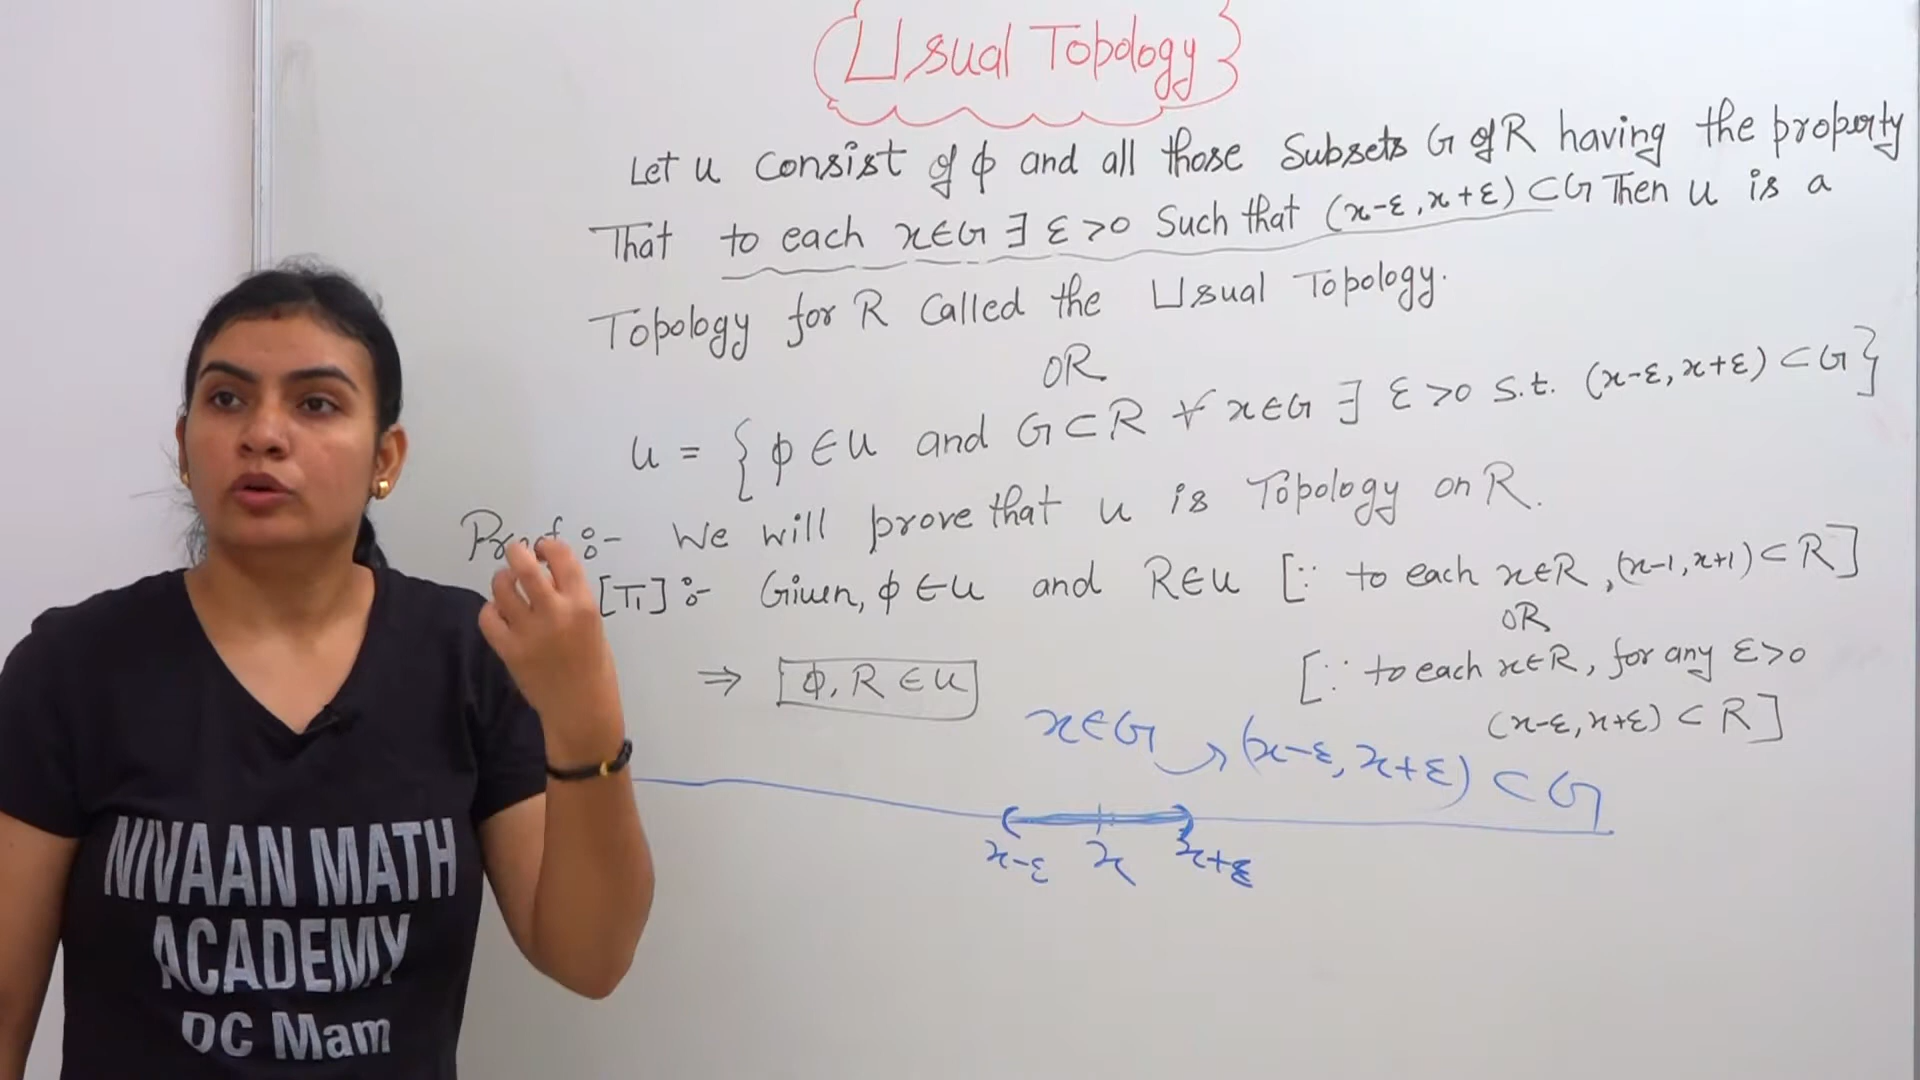 Usual Topology
Let U Consist of ϕ and all those Subsets G of R having the property
That to each x∈G ∃ ε>0 Such that (x-ε, x+ε) ⊂G Then U is a
Topology for R Called the Usual Topology.
OR
U = { ϕ∈U and G⊂R ∀ x∈G ∃ ε>0 s.t. (x-ε, x+ε) ⊂G}
Proof:- We will prove that U is Topology on R.
[T1] :- Given, ϕ∈U and R∈U [∵ to each x∈R, (x-1, x+1)⊂R]
OR
[∵ to each x∈R, for any ε>0
⇒ ϕ, R ∈U
(x-ε, x+ε) ⊂ R]
x∈G → (x-ε, x+ε) ⊂ G
x-ε x x+ε
NIVAAN MATH
ACADEMY
DC Mam